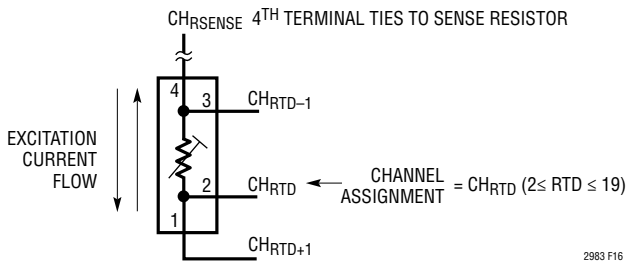 CHRSENSE 4TH TERMINAL TIES TO SENSE RESISTOR
4
3
CHRTD–1
EXCITATION
CURRENT
FLOW
2
CHRTD
CHANNEL
ASSIGNMENT
= CHRTD (2≤ RTD ≤ 19)
1
CHRTD+1
2983 F16